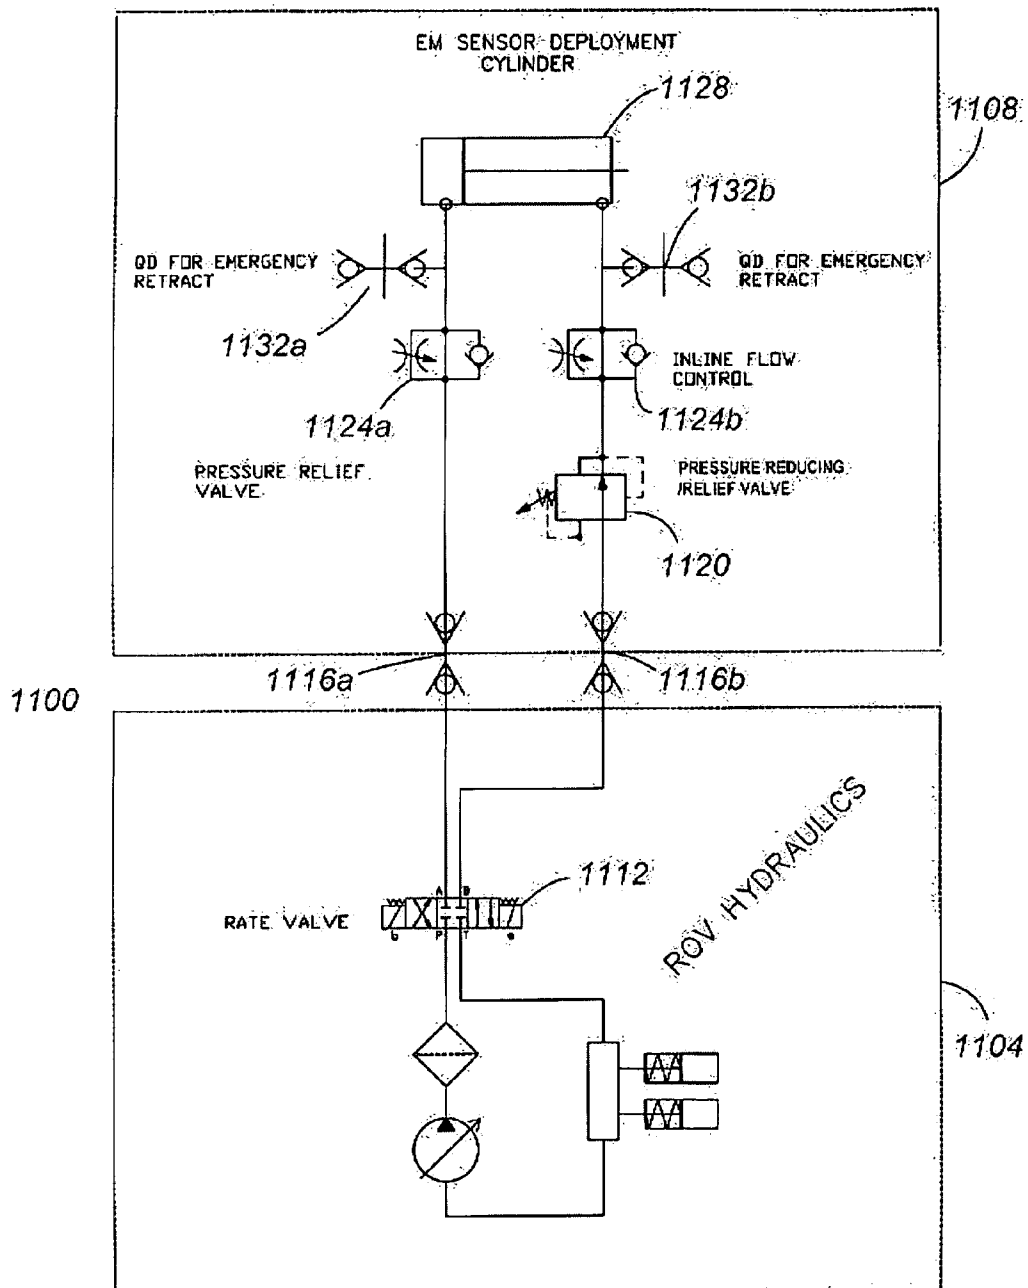 EM SENSOR DEPLOYMENT
CYLINDER
1128
1108
1132b
QD FOR EMERGENCY
RETRACT
QD FOR EMERGENCY
RETRACT
1132a
INLINE FLOW
CONTROL
1124a
1124b
PRESSURE RELIEF
VALVE
PRESSURE REDUCING
/RELIEF VALVE
1120
1116a
1116b
1100
ROV HYDRAULICS
1112
A B
RATE VALVE
b P T a
1104